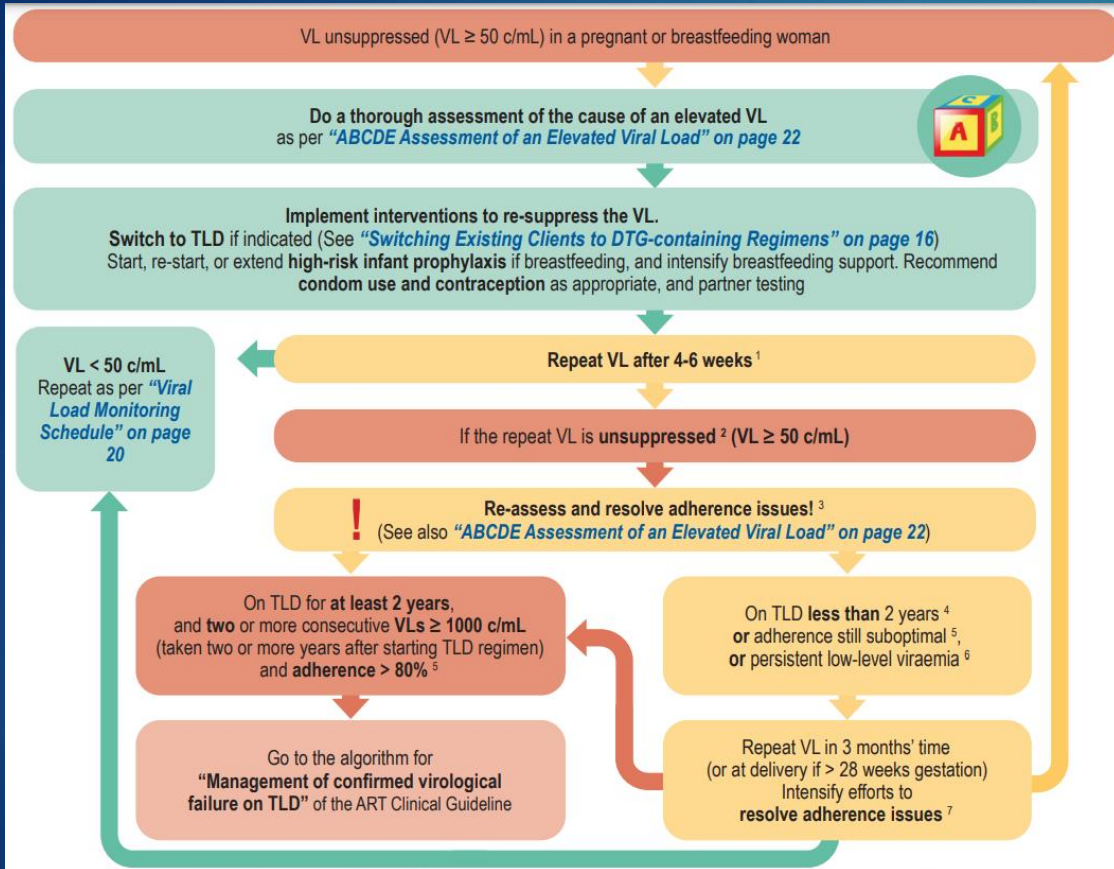 VL unsuppressed (VL ≥ 50 c/mL) in a pregnant or breastfeeding woman
Do a thorough assessment of the cause of an elevated VL
as per “ABCDE Assessment of an Elevated Viral Load” on page 22
A
B
C
Implement interventions to re-suppress the VL.
Switch to TLD if indicated (See “Switching Existing Clients to DTG-containing Regimens” on page 16)
Start, re-start, or extend high-risk infant prophylaxis if breastfeeding, and intensify breastfeeding support. Recommend
condom use and contraception as appropriate, and partner testing
Repeat VL after 4-6 weeks 1
VL < 50 c/mL
Repeat as per “Viral
Load Monitoring
Schedule” on page
20
If the repeat VL is unsuppressed 2 (VL ≥ 50 c/mL)
!
Re-assess and resolve adherence issues! 3
(See also “ABCDE Assessment of an Elevated Viral Load” on page 22)
On TLD for at least 2 years,
and two or more consecutive VLs ≥ 1000 c/mL
(taken two or more years after starting TLD regimen)
and adherence > 80% 5
On TLD less than 2 years 4
or adherence still suboptimal 5,
or persistent low-level viraemia 6
Go to the algorithm for
“Management of confirmed virological
failure on TLD” of the ART Clinical Guideline
Repeat VL in 3 months’ time
(or at delivery if > 28 weeks gestation)
Intensify efforts to
resolve adherence issues 7